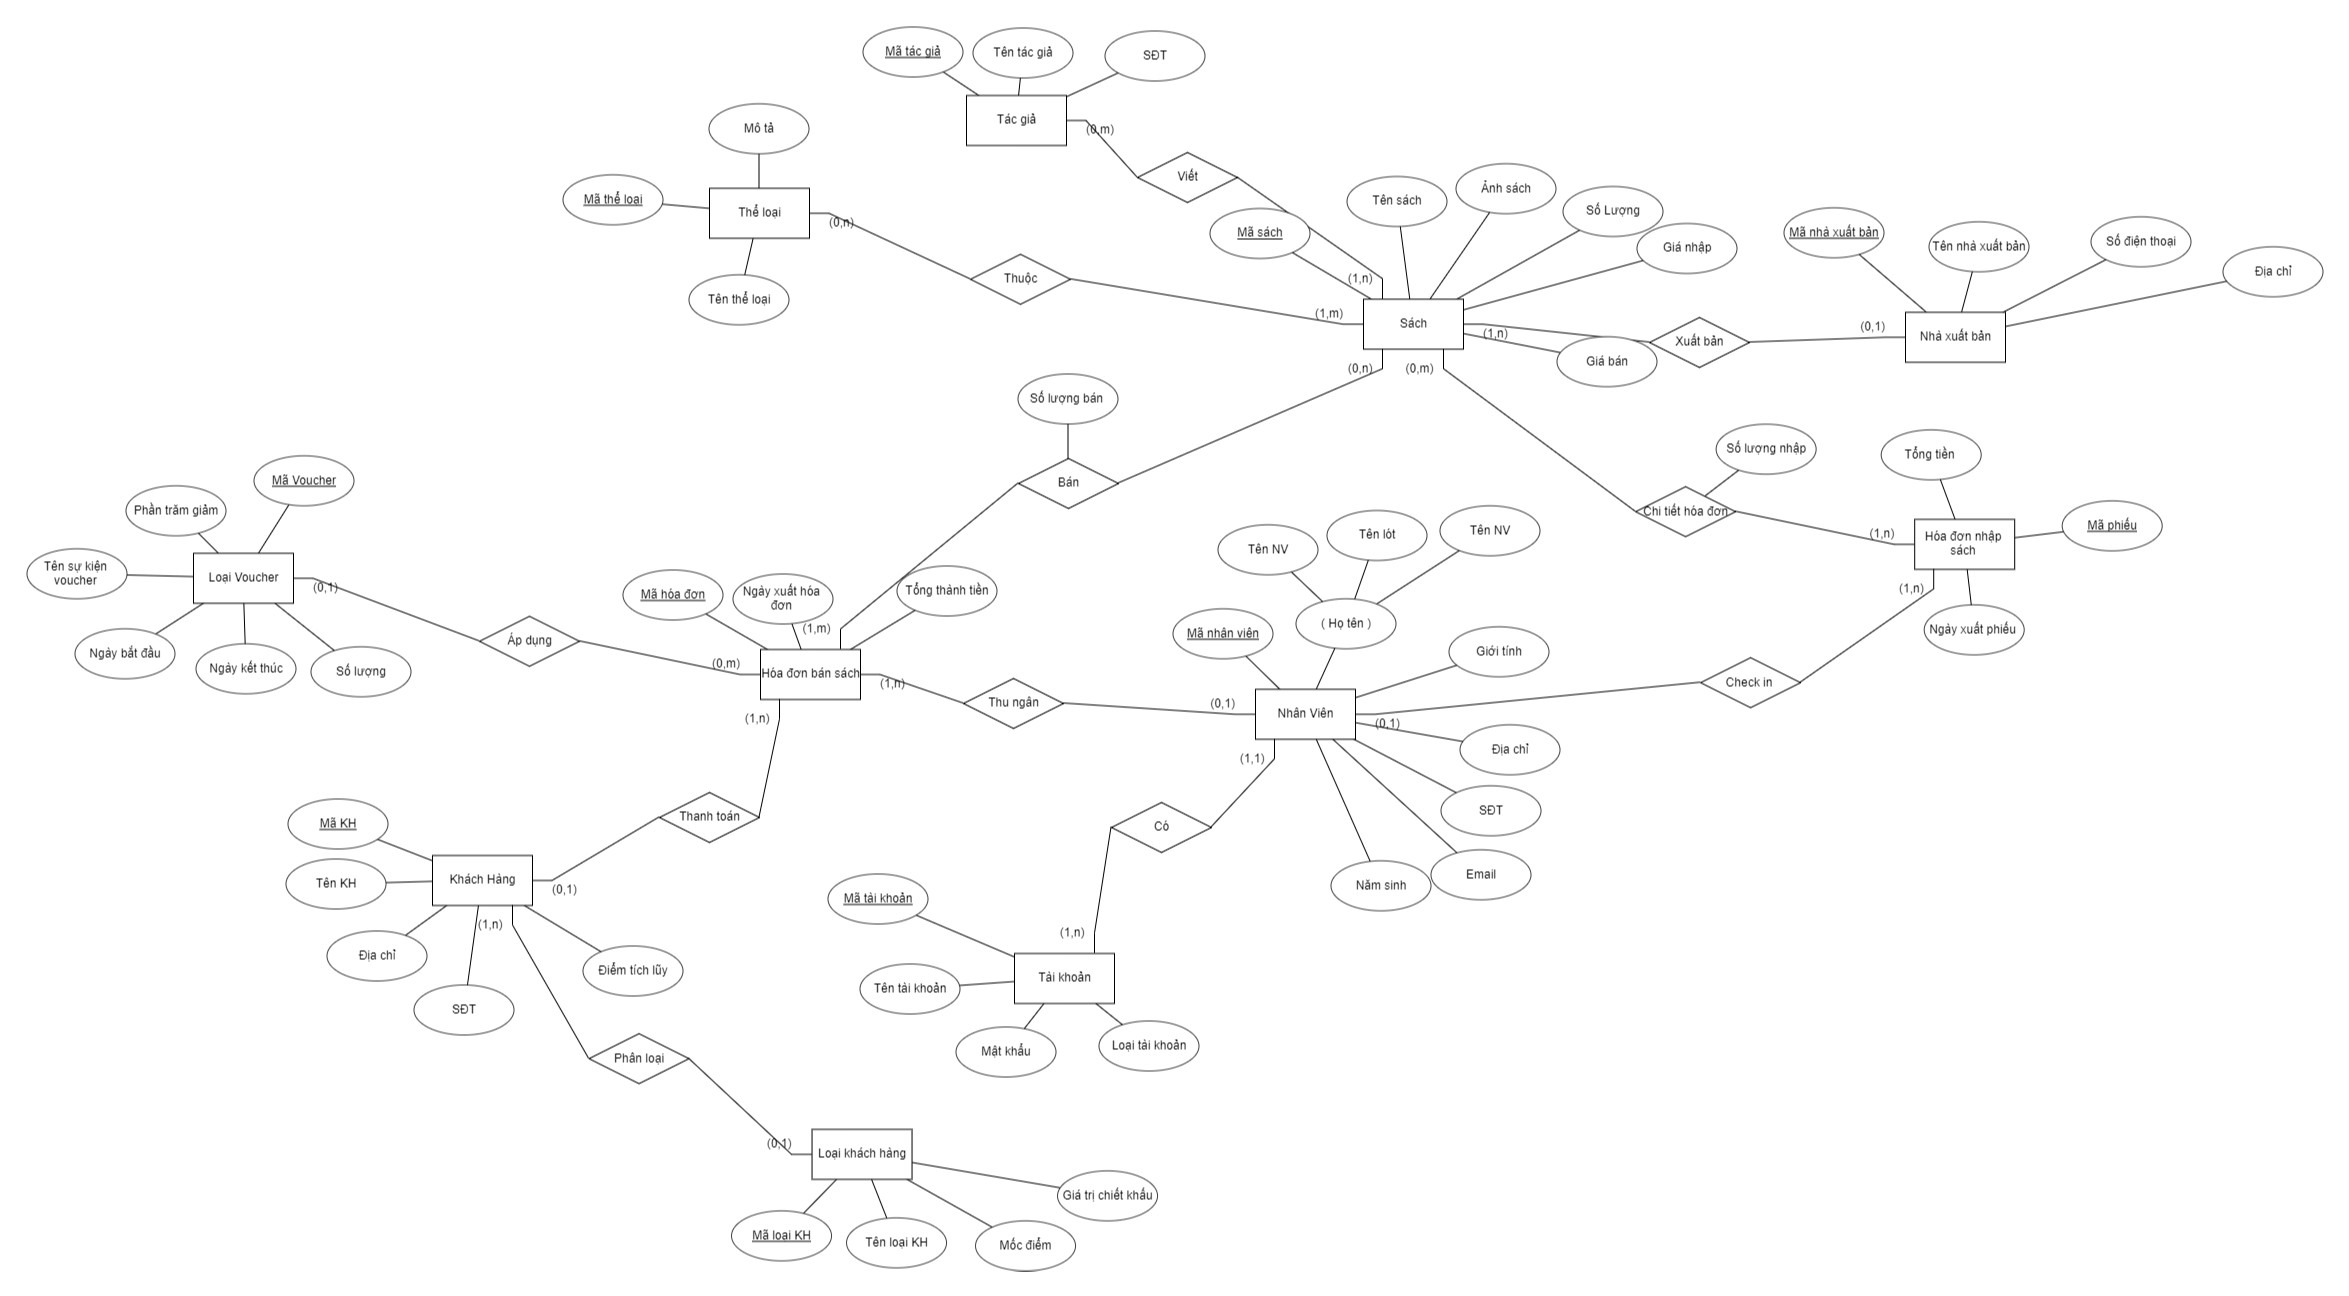 Mã tác giả
Tên tác giả
SĐT
Tác giả
(0,m)
Mô tả
Mã thể loại
Thể loại
(0,n)
Tên thể loại
Viết
Thuộc
Mã sách
Tên sách
Ảnh sách
Số Lượng
Giá nhập
(1,n)
(1,m)
Sách
(1,n)
Giá bán
(0,n)
(0,m)
Xuất bản
(0,1)
Mã nhà xuất bản
Tên nhà xuất bản
Số điện thoại
Địa chỉ
Nhà xuất bản
Số lượng bán
Bán
Số lượng nhập
Chi tiết hóa đơn
(1,n)
Tổng tiền
Mã phiếu
Hóa đơn nhập
sách
(1,n)
Ngày xuất phiếu
Mã Voucher
Phần trăm giảm
Tên sự kiện
voucher
Loại Voucher
(0,1)
Ngày bắt đầu
Ngày kết thúc
Số lượng
Áp dụng
(0,m)
Mã hóa đơn
Ngày xuất hóa
đơn
Tổng thành tiền
(1,m)
Hóa đơn bán sách
(1,n)
(1,n)
Thu ngân
(0,1)
Tên NV
Tên lót
Tên NV
( Họ tên )
Mã nhân viên
Giới tính
Nhân Viên
(0,1)
Check in
Địa chỉ
SĐT
Email
Năm sinh
(1,1)
Có
(1,n)
Thanh toán
(0,1)
Mã KH
Tên KH
Khách Hàng
Địa chỉ
(1,n)
SĐT
Điểm tích lũy
Mã tài khoản
Tên tài khoản
Tài khoản
Mật khẩu
Loại tài khoản
Phân loại
(0,1)
Loại khách hàng
Giá trị chiết khấu
Mã loại KH
Tên loại KH
Mốc điểm